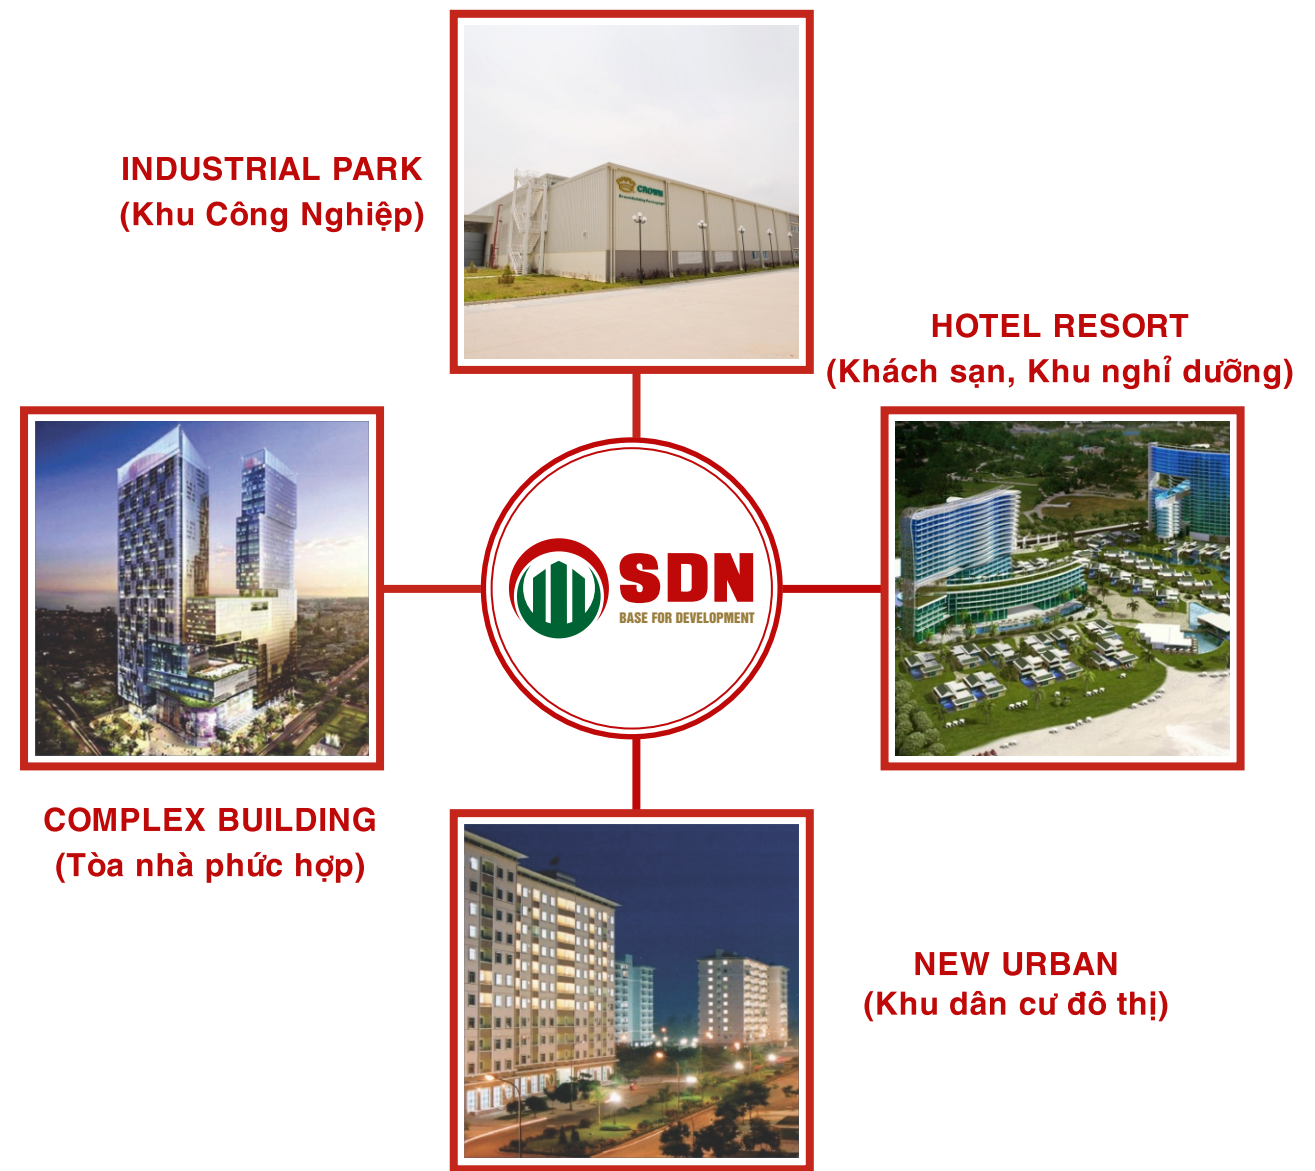 INDUSTRIAL PARK
(Khu Công Nghiệp)
CROWN
HOTEL RESORT
(Khách sạn, Khu nghỉ dưỡng)
SDN
BASE FOR DEVELOPMENT
COMPLEX BUILDING
(Tòa nhà phức hợp)
NEW URBAN
(Khu dân cư đô thị)